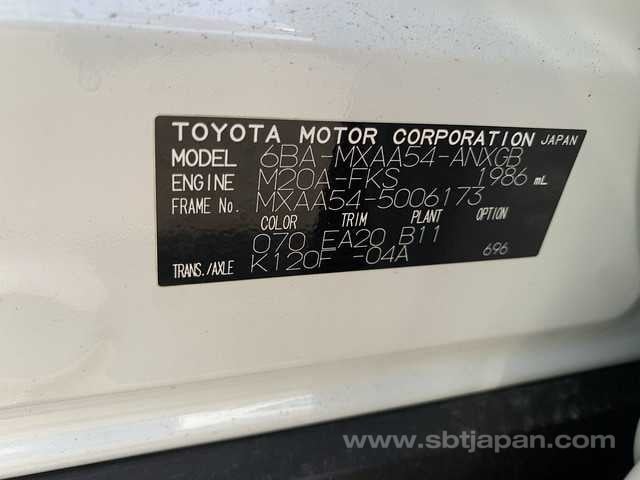 TOYOTA MOTOR CORPORATION JAPAN
MODEL 6BA-MXAA54-ANXGB
ENGINE M20A-FKS 1986 mL
FRAME No. MXAA54-5006173
COLOR TRIM PLANT OPTION
070 EA20 B11
TRANS./AXLE K120F -04A 696
www.sbtjapan.com